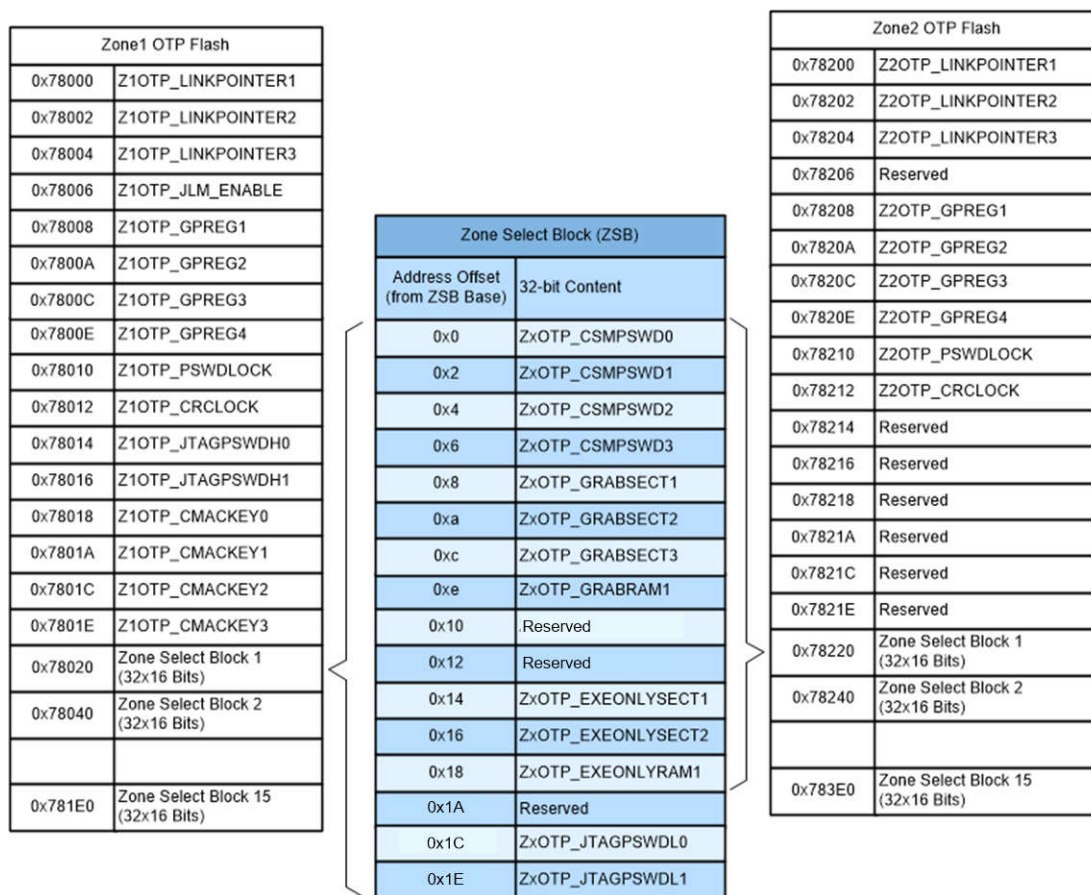 Zone1 OTP Flash
0x78000 Z1OTP_LINKPOINTER1
0x78002 Z1OTP_LINKPOINTER2
0x78004 Z1OTP_LINKPOINTER3
0x78006 Z1OTP_JLM_ENABLE
0x78008 Z1OTP_GPREG1
0x7800A Z1OTP_GPREG2
0x7800C Z1OTP_GPREG3
0x7800E Z1OTP_GPREG4
0x78010 Z1OTP_PSWDLOCK
0x78012 Z1OTP_CRCLOCK
0x78014 Z1OTP_JTAGPSWDH0
0x78016 Z1OTP_JTAGPSWDH1
0x78018 Z1OTP_CMACKEY0
0x7801A Z1OTP_CMACKEY1
0x7801C Z1OTP_CMACKEY2
0x7801E Z1OTP_CMACKEY3
0x78020 Zone Select Block 1
(32x16 Bits)
0x78040 Zone Select Block 2
(32x16 Bits)
0x781E0 Zone Select Block 15
(32x16 Bits)
Zone Select Block (ZSB)
Address Offset
(from ZSB Base) 32-bit Content
0x0 ZxOTP_CSMPSWD0
0x2 ZxOTP_CSMPSWD1
0x4 ZxOTP_CSMPSWD2
0x6 ZxOTP_CSMPSWD3
0x8 ZxOTP_GRABSECT1
0xa ZxOTP_GRABSECT2
0xc ZxOTP_GRABSECT3
0xe ZxOTP_GRABRAM1
0x10 .Reserved
0x12 Reserved
0x14 ZxOTP_EXEONLYSECT1
0x16 ZxOTP_EXEONLYSECT2
0x18 ZxOTP_EXEONLYRAM1
0x1A Reserved
0x1C ZxOTP_JTAGPSWDL0
0x1E ZxOTP_JTAGPSWDL1
Zone2 OTP Flash
0x78200 Z2OTP_LINKPOINTER1
0x78202 Z2OTP_LINKPOINTER2
0x78204 Z2OTP_LINKPOINTER3
0x78206 Reserved
0x78208 Z2OTP_GPREG1
0x7820A Z2OTP_GPREG2
0x7820C Z2OTP_GPREG3
0x7820E Z2OTP_GPREG4
0x78210 Z2OTP_PSWDLOCK
0x78212 Z2OTP_CRCLOCK
0x78214 Reserved
0x78216 Reserved
0x78218 Reserved
0x7821A Reserved
0x7821C Reserved
0x7821E Reserved
0x78220 Zone Select Block 1
(32x16 Bits)
0x78240 Zone Select Block 2
(32x16 Bits)
0x783E0 Zone Select Block 15
(32x16 Bits)